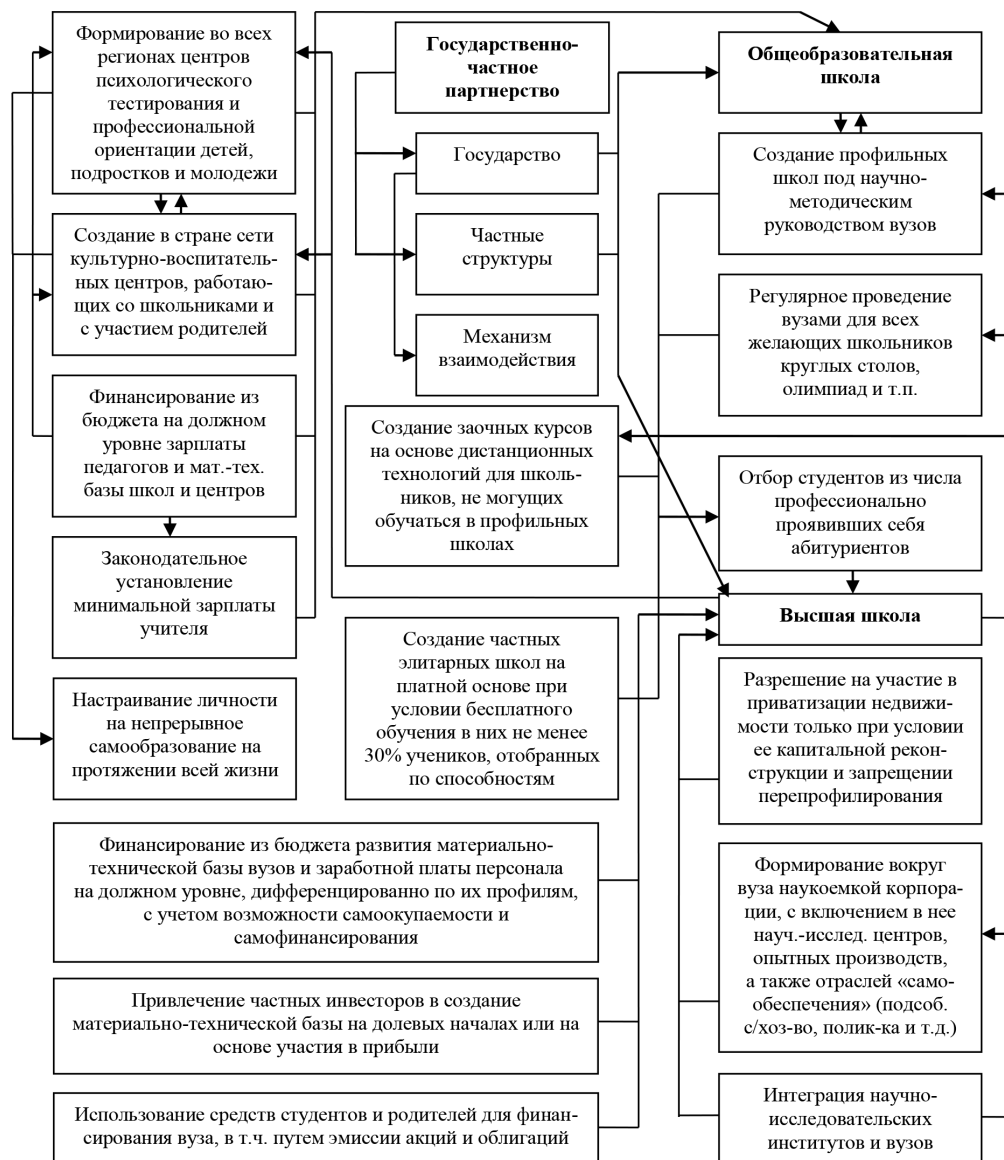 Формирование во всех
регионах центров
психологического
тестирования и
профессиональной
ориентации детей,
подростков и молодежи
Создание в стране сети
культурно-воспитатель-
ных центров, работаю-
щих со школьниками и
с участием родителей
Финансирование из
бюджета на должном
уровне зарплаты
педагогов и мат.-тех.
базы школ и центров
Законодательное
установление
минимальной зарплаты
учителя
Настраивание личности
на непрерывное
самообразование на
протяжении всей жизни
Государственно-
частное
партнерство
Государство
Частные
структуры
Механизм
взаимодействия
Создание заочных курсов
на основе дистанционных
технологий для школь-
ников, не могущих
обучаться в профильных
школах
Создание частных
элитарных школ на
платной основе при
условии бесплатного
обучения в них не менее
30% учеников, отобранных
по способностям
Общеобразовательная
школа
Создание профильных
школ под научно-
методическим
руководством вузов
Регулярное проведение
вузами для всех
желающих школьников
круглых столов,
олимпиад и т.п.
Отбор студентов из числа
профессионально
проявивших себя
абитуриентов
Высшая школа
Разрешение на участие в
приватизации недвижи-
мости только при условии
ее капитальной рекон-
струкции и запрещении
перепрофилирования
Формирование вокруг
вуза наукоемкой корпора-
ции, с включением в нее
науч.-исслед. центров,
опытных производств,
а также отраслей «само-
обеспечения» (подсоб.
с/хоз-во, полик-ка и т.д.)
Интеграция научно-
исследовательских
институтов и вузов
Финансирование из бюджета развития материально-
технической базы вузов и заработной платы персонала
на должном уровне, дифференцированно по их профилям,
с учетом возможности самоокупаемости и
самофинансирования
Привлечение частных инвесторов в создание
материально-технической базы на долевых началах или на
основе участия в прибыли
Использование средств студентов и родителей для финан-
сирования вуза, в т.ч. путем эмиссии акций и облигаций